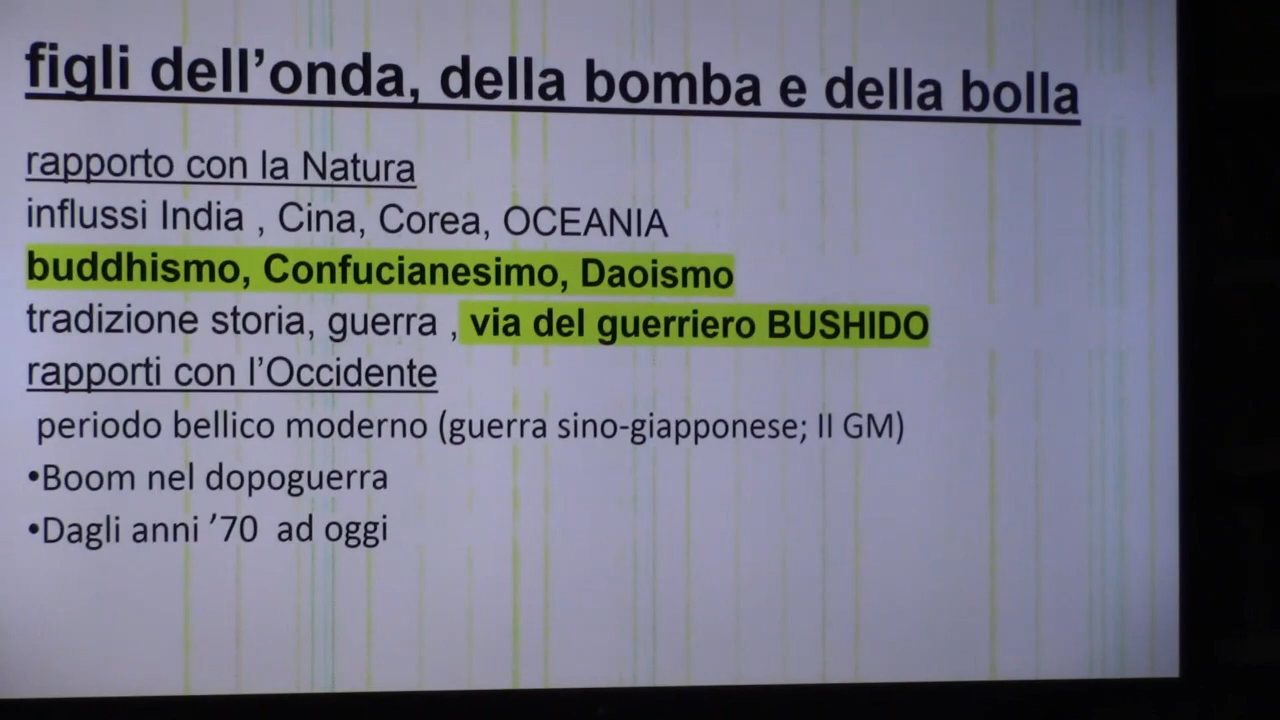 figli dell’onda, della bomba e della bolla
rapporto con la Natura
influssi India , Cina, Corea, OCEANIA
buddhismo, Confucianesimo, Daoismo
tradizione storia, guerra , via del guerriero BUSHIDO
rapporti con l’Occidente
periodo bellico moderno (guerra sino-giapponese; II GM)
•Boom nel dopoguerra
•Dagli anni ’70 ad oggi